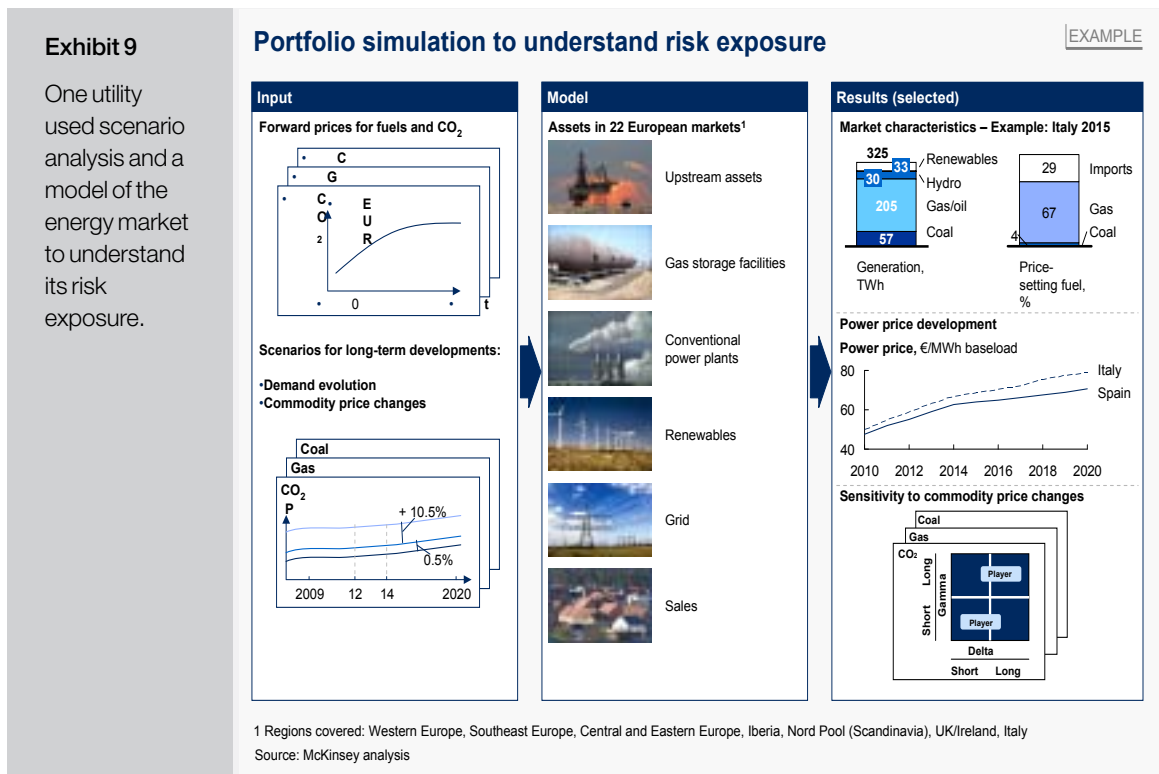 Exhibit 9
One utility
used scenario
analysis and a
model of the
energy market
to understand
its risk
exposure.
Portfolio simulation to understand risk exposure
EXAMPLE
Input
Forward prices for fuels and CO2
• C
• G
• C
O
2
•
E
U
R
• 0 • t
Scenarios for long-term developments:
•Demand evolution
•Commodity price changes
Coal
Gas
CO2
P
+ 10.5%
0.5%
2009 12 14 2020
Model
Assets in 22 European markets1
Upstream assets
Gas storage facilities
Conventional
power plants
Renewables
Grid
Sales
Results (selected)
Market characteristics – Example: Italy 2015
325
33
30
205
57
Renewables
Hydro
Gas/oil
Coal
Generation,
TWh
29
67
4
Imports
Gas
Coal
Price-
setting fuel,
%
Power price development
Power price, €/MWh baseload
80
60
40
Italy
Spain
2010 2012 2014 2016 2018 2020
Sensitivity to commodity price changes
Coal
Gas
CO2
Long
Short
Gamma
Player
Player
Delta
Short Long
1 Regions covered: Western Europe, Southeast Europe, Central and Eastern Europe, Iberia, Nord Pool (Scandinavia), UK/Ireland, Italy
Source: McKinsey analysis